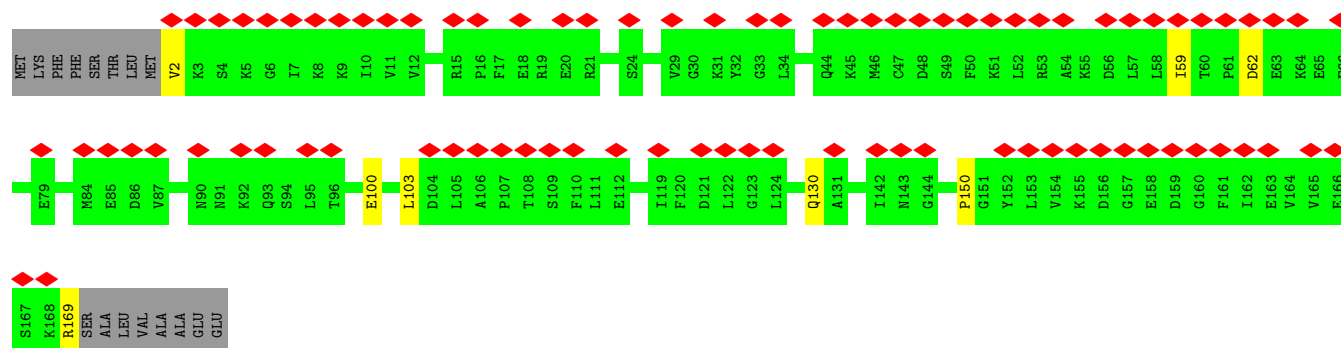 MET LYS PHE PHE SER THR LEU MET V2 K3 S4 K5 G6 I7 K8 K9 I10 V11 V12 R15 P16 F17 E18 R19 E20 R21 S24 V29 G30 K31 Y32 G33 L34 Q44 K45 M46 C47 D48 S49 F50 K51 L52 R53 A54 K55 D56 L57 L58 I59 T60 P61 D62 E63 K64 E65
E79 M84 E85 D86 V87 N90 N91 K92 Q93 S94 L95 T96 E100 L103 D104 L105 A106 P107 T108 S109 F110 L111 E112 I119 F120 D121 L122 G123 L124 Q130 A131 I142 N143 G144 P150 G151 Y152 L153 V154 K155 D156 G157 E158 D159 G160 F161 I162 E163 V164 V165
S167 K168 R169 SER ALA LEU VAL ALA ALA GLU GLU